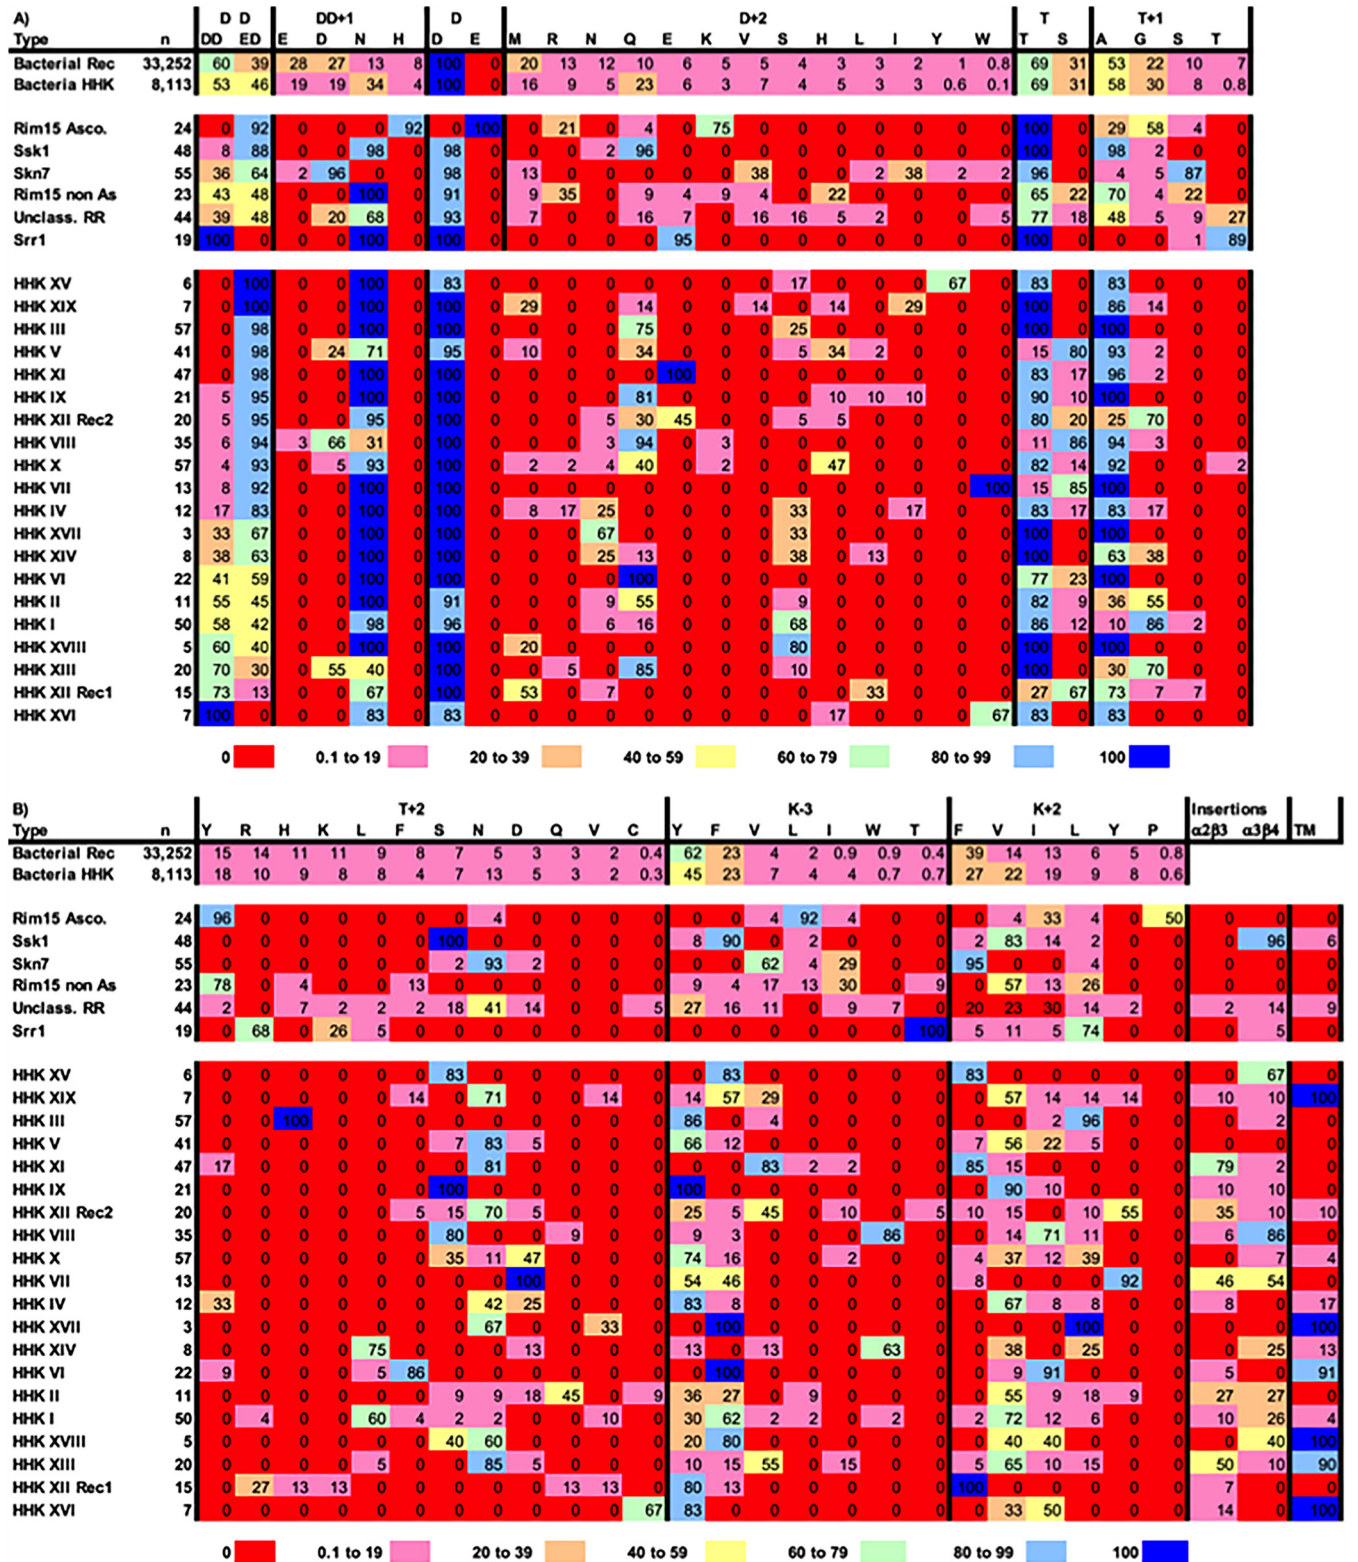 A) D D DD+1 D D+2 T T+1
Type n DD ED E D N H D E M R N Q E K V S H L I Y W T S A G S T
Bacterial Rec 33,252 60 39 28 27 13 8 100 0 20 13 12 10 6 5 5 4 3 3 2 1 0.8 69 31 53 22 10 7
Bacteria HHK 8,113 53 46 19 19 34 4 100 0 16 9 5 23 6 3 7 4 5 3 3 0.6 0.1 69 31 58 30 8 0.8
Rim15 Asco. 24 0 92 0 0 0 92 0 100 0 21 0 4 0 75 0 0 0 0 0 0 0 100 0 29 58 4 0
Ssk1 48 8 88 0 0 98 0 98 0 0 0 2 96 0 0 0 0 0 0 0 0 0 100 0 98 2 0 0
Skn7 55 36 64 2 96 0 0 98 0 13 0 0 0 0 0 38 0 0 2 38 2 2 96 0 4 5 87 0
Rim15 non As 23 43 48 0 0 100 0 91 0 9 35 0 9 4 9 4 0 22 0 0 0 0 65 22 70 4 22 0
Unclass. RR 44 39 48 0 20 68 0 93 0 7 0 0 16 7 0 16 16 5 2 0 0 5 77 18 48 5 9 27
Srr1 19 100 0 0 0 100 0 100 0 0 0 0 0 95 0 0 0 0 0 0 0 0 100 0 0 0 1 89
HHK XV 6 0 100 0 0 100 0 83 0 0 0 0 0 0 0 0 17 0 0 0 67 0 83 0 83 0 0 0
HHK XIX 7 0 100 0 0 100 0 100 0 29 0 0 14 0 0 14 0 14 0 29 0 0 100 0 86 14 0 0
HHK III 57 0 98 0 0 100 0 100 0 0 0 0 75 0 0 0 25 0 0 0 0 0 100 0 100 0 0 0
HHK V 41 0 98 0 24 71 0 95 0 10 0 0 34 0 0 0 5 34 2 0 0 0 15 80 93 2 0 0
HHK XI 47 0 98 0 0 100 0 100 0 0 0 0 0 100 0 0 0 0 0 0 0 0 83 17 96 2 0 0
HHK IX 21 5 95 0 0 100 0 100 0 0 0 0 81 0 0 0 0 10 10 10 0 0 90 10 100 0 0 0
HHK XII Rec2 20 5 95 0 0 95 0 100 0 0 0 5 30 45 0 0 5 5 0 0 0 0 80 20 25 70 0 0
HHK VIII 35 6 94 3 66 31 0 100 0 0 0 3 94 0 3 0 0 0 0 0 0 0 11 86 94 3 0 0
HHK X 57 4 93 0 5 93 0 100 0 2 2 4 40 0 2 0 0 47 0 0 0 0 82 14 92 0 0 2
HHK VII 13 8 92 0 0 100 0 100 0 0 0 0 0 0 0 0 0 0 0 0 0 100 15 85 100 0 0 0
HHK IV 12 17 83 0 0 100 0 100 0 8 17 25 0 0 0 0 33 0 0 17 0 0 83 17 83 17 0 0
HHK XVII 3 33 67 0 0 100 0 100 0 0 0 67 0 0 0 0 33 0 0 0 0 0 100 0 100 0 0 0
HHK XIV 8 38 63 0 0 100 0 100 0 0 0 25 13 0 0 0 38 0 13 0 0 0 100 0 63 38 0 0
HHK VI 22 41 59 0 0 100 0 100 0 0 0 0 100 0 0 0 0 0 0 0 0 0 77 23 100 0 0 0
HHK II 11 55 45 0 0 100 0 91 0 0 0 9 55 0 0 0 9 0 0 0 0 0 82 9 36 55 0 0
HHK I 50 58 42 0 0 98 0 96 0 0 0 6 16 0 0 0 68 0 0 0 0 0 86 12 10 86 2 0
HHK XVIII 5 60 40 0 0 100 0 100 0 20 0 0 0 0 0 0 80 0 0 0 0 0 100 0 100 0 0 0
HHK XIII 20 70 30 0 55 40 0 100 0 0 5 0 85 0 0 0 10 0 0 0 0 0 100 0 30 70 0 0
HHK XII Rec1 15 73 13 0 0 67 0 100 0 53 0 7 0 0 0 0 0 0 33 0 0 0 27 67 73 7 7 0
HHK XVI 7 100 0 0 0 83 0 83 0 0 0 0 0 0 0 0 0 17 0 0 0 67 83 0 83 0 0 0
0 0.1 to 19 20 to 39 40 to 59 60 to 79 80 to 99 100
B) T+2 K-3 K+2 Insertions
Type n Y R H K L F S N D Q V C Y F V L I W T F V I L Y P α2β3 α3β4 TM
Bacterial Rec 33,252 15 14 11 11 9 8 7 5 3 3 2 0.4 62 23 4 2 0.9 0.9 0.4 39 14 13 6 5 0.8
Bacteria HHK 8,113 18 10 9 8 8 4 7 13 5 3 2 0.3 45 23 7 4 4 0.7 0.7 27 22 19 9 8 0.6
Rim15 Asco. 24 96 0 0 0 0 0 0 4 0 0 0 0 0 0 4 92 4 0 0 0 4 33 4 0 50 0 0 0
Ssk1 48 0 0 0 0 0 0 100 0 0 0 0 0 8 90 0 2 0 0 0 2 83 14 2 0 0 0 96 6
Skn7 55 0 0 0 0 0 0 2 93 2 0 0 0 0 0 62 4 29 0 0 95 0 0 4 0 0 0 0 0
Rim15 non As 23 78 0 4 0 0 13 0 0 0 0 0 0 9 4 17 13 30 0 9 0 57 13 26 0 0 0 0 0
Unclass. RR 44 2 0 7 2 2 2 18 41 14 0 0 5 27 16 11 0 9 7 0 20 23 30 14 2 0 2 14 9
Srr1 19 0 68 0 26 5 0 0 0 0 0 0 0 0 0 0 0 0 0 100 5 11 5 74 0 0 0 5 0
HHK XV 6 0 0 0 0 0 0 83 0 0 0 0 0 0 83 0 0 0 0 0 83 0 0 0 0 0 0 67 0
HHK XIX 7 0 0 0 0 0 14 0 71 0 0 14 0 14 57 29 0 0 0 0 0 57 14 14 14 0 10 10 100
HHK III 57 0 0 100 0 0 0 0 0 0 0 0 0 86 0 4 0 0 0 0 0 0 2 96 0 0 0 2 0
HHK V 41 0 0 0 0 0 0 7 83 5 0 0 0 66 12 0 0 0 0 0 7 56 22 5 0 0 0 0 0
HHK XI 47 17 0 0 0 0 0 0 81 0 0 0 0 0 0 83 2 2 0 0 85 15 0 0 0 0 79 2 0
HHK IX 21 0 0 0 0 0 0 100 0 0 0 0 0 100 0 0 0 0 0 0 0 90 10 0 0 0 10 10 0
HHK XII Rec2 20 0 0 0 0 0 5 15 70 5 0 0 0 25 5 45 0 10 0 5 10 15 0 10 55 0 35 10 10
HHK VIII 35 0 0 0 0 0 0 80 0 0 9 0 0 9 3 0 0 0 86 0 0 14 71 11 0 0 6 86 0
HHK X 57 0 0 0 0 0 0 35 11 47 0 0 0 74 16 0 0 2 0 0 4 37 12 39 0 0 0 7 4
HHK VII 13 0 0 0 0 0 0 0 0 100 0 0 0 54 46 0 0 0 0 0 8 0 0 0 92 0 46 54 0
HHK IV 12 33 0 0 0 0 0 0 42 25 0 0 0 83 8 0 0 0 0 0 0 67 8 8 0 0 8 0 17
HHK XVII 3 0 0 0 0 0 0 0 67 0 0 33 0 0 100 0 0 0 0 0 0 0 0 100 0 0 0 0 100
HHK XIV 8 0 0 0 0 75 0 0 0 13 0 0 0 13 0 13 0 0 63 0 0 38 0 25 0 0 0 25 13
HHK VI 22 9 0 0 0 5 86 0 0 0 0 0 0 0 100 0 0 0 0 0 0 9 91 0 0 0 5 0 91
HHK II 11 0 0 0 0 0 0 9 9 18 45 0 9 36 27 0 9 0 0 0 0 55 9 18 9 0 27 27 0
HHK I 50 0 4 0 0 60 4 2 2 0 0 10 0 30 62 2 2 0 2 0 2 72 12 6 0 0 10 26 4
HHK XVIII 5 0 0 0 0 0 0 40 60 0 0 0 0 20 80 0 0 0 0 0 0 40 40 0 0 0 0 40 100
HHK XIII 20 0 0 0 0 5 0 0 85 5 0 0 0 10 15 55 0 15 0 0 5 65 10 15 0 0 50 10 90
HHK XII Rec1 15 0 27 13 13 0 0 0 0 0 13 13 0 80 13 0 0 0 0 0 100 0 0 0 0 0 7 0 0
HHK XVI 7 0 0 0 0 0 0 0 0 0 0 0 67 83 0 0 0 0 0 0 0 33 50 0 0 0 14 0 100
0 0.1 to 19 20 to 39 40 to 59 60 to 79 80 to 99 100